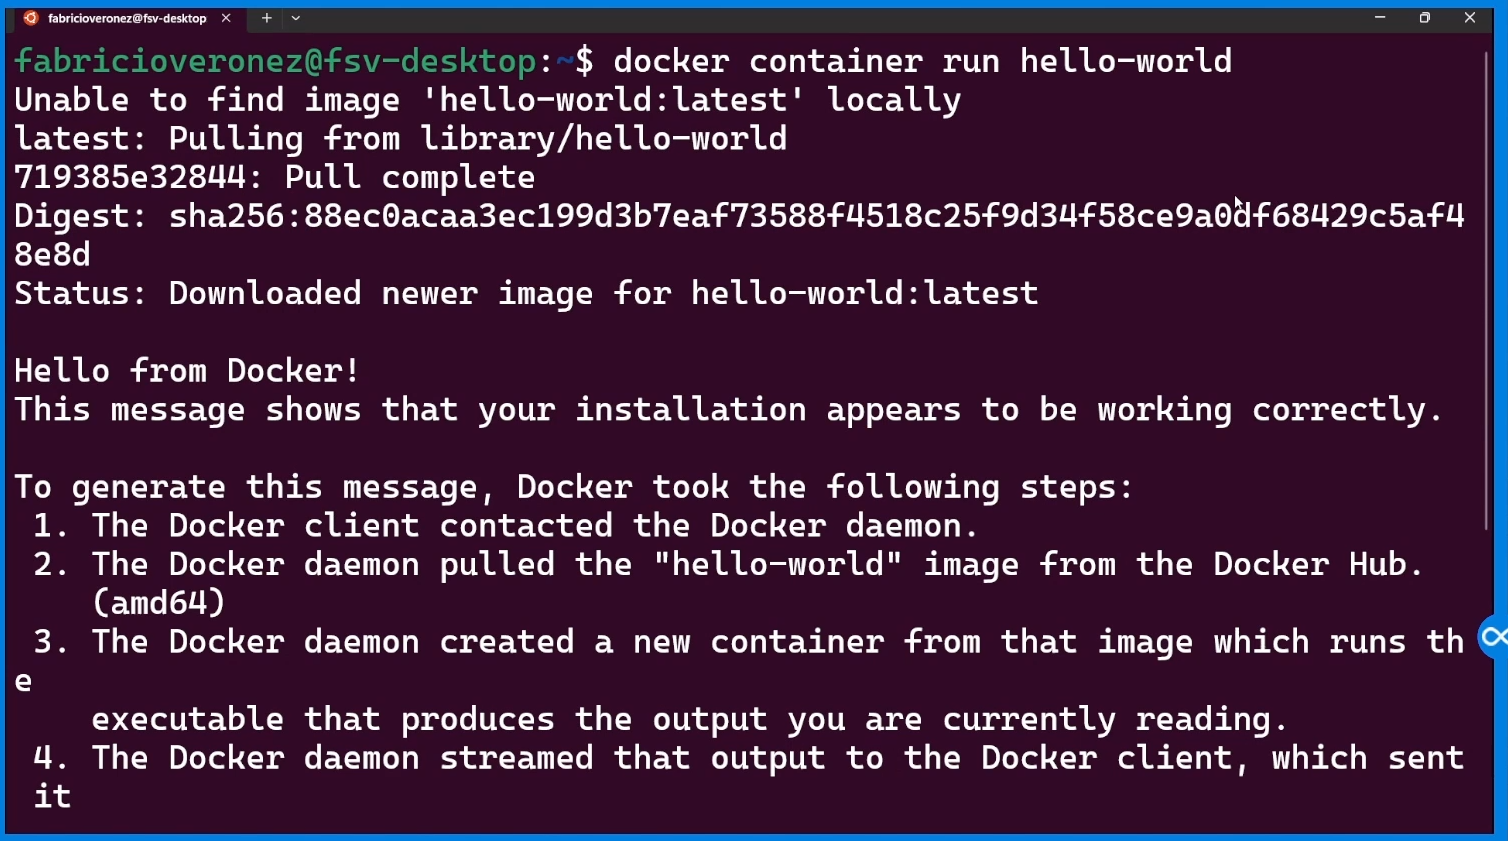 fabricioveronez@fsv-desktop
fabricioveronez@fsv-desktop:~$ docker container run hello-world
Unable to find image 'hello-world:latest' locally
latest: Pulling from library/hello-world
719385e32844: Pull complete
Digest: sha256:88ec0acaa3ec199d3b7eaf73588f4518c25f9d34f58ce9a0df68429c5af4
8e8d
Status: Downloaded newer image for hello-world:latest
Hello from Docker!
This message shows that your installation appears to be working correctly.
To generate this message, Docker took the following steps:
1. The Docker client contacted the Docker daemon.
2. The Docker daemon pulled the "hello-world" image from the Docker Hub.
(amd64)
3. The Docker daemon created a new container from that image which runs th
e
executable that produces the output you are currently reading.
4. The Docker daemon streamed that output to the Docker client, which sent
it